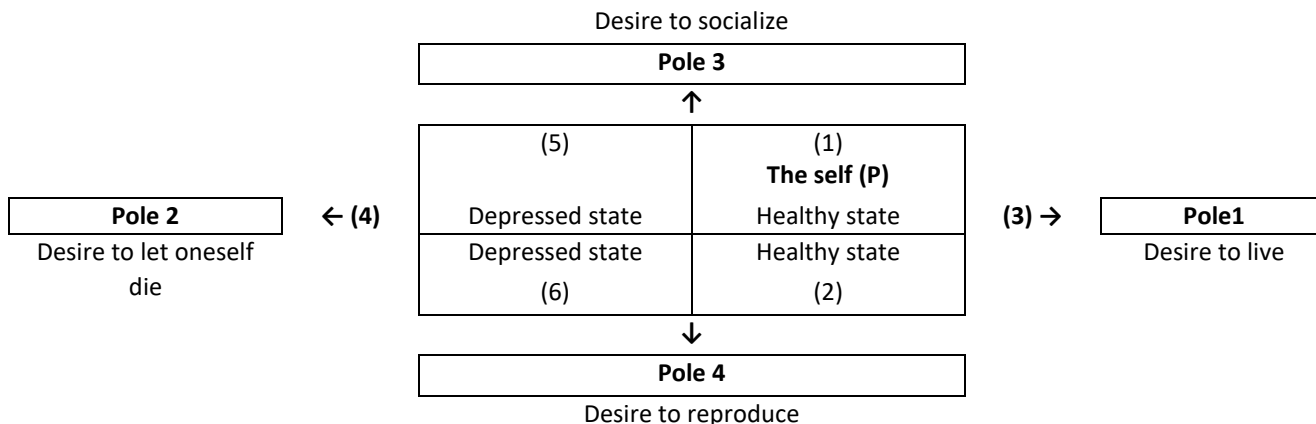 Desire to socialize
Pole 3
↑
(5) (1)
The self (P)
Pole 2 ← (4) Depressed state Healthy state (3) → Pole1
Desire to let oneself Depressed state Healthy state Desire to live
die (6) (2)
↓
Pole 4
Desire to reproduce